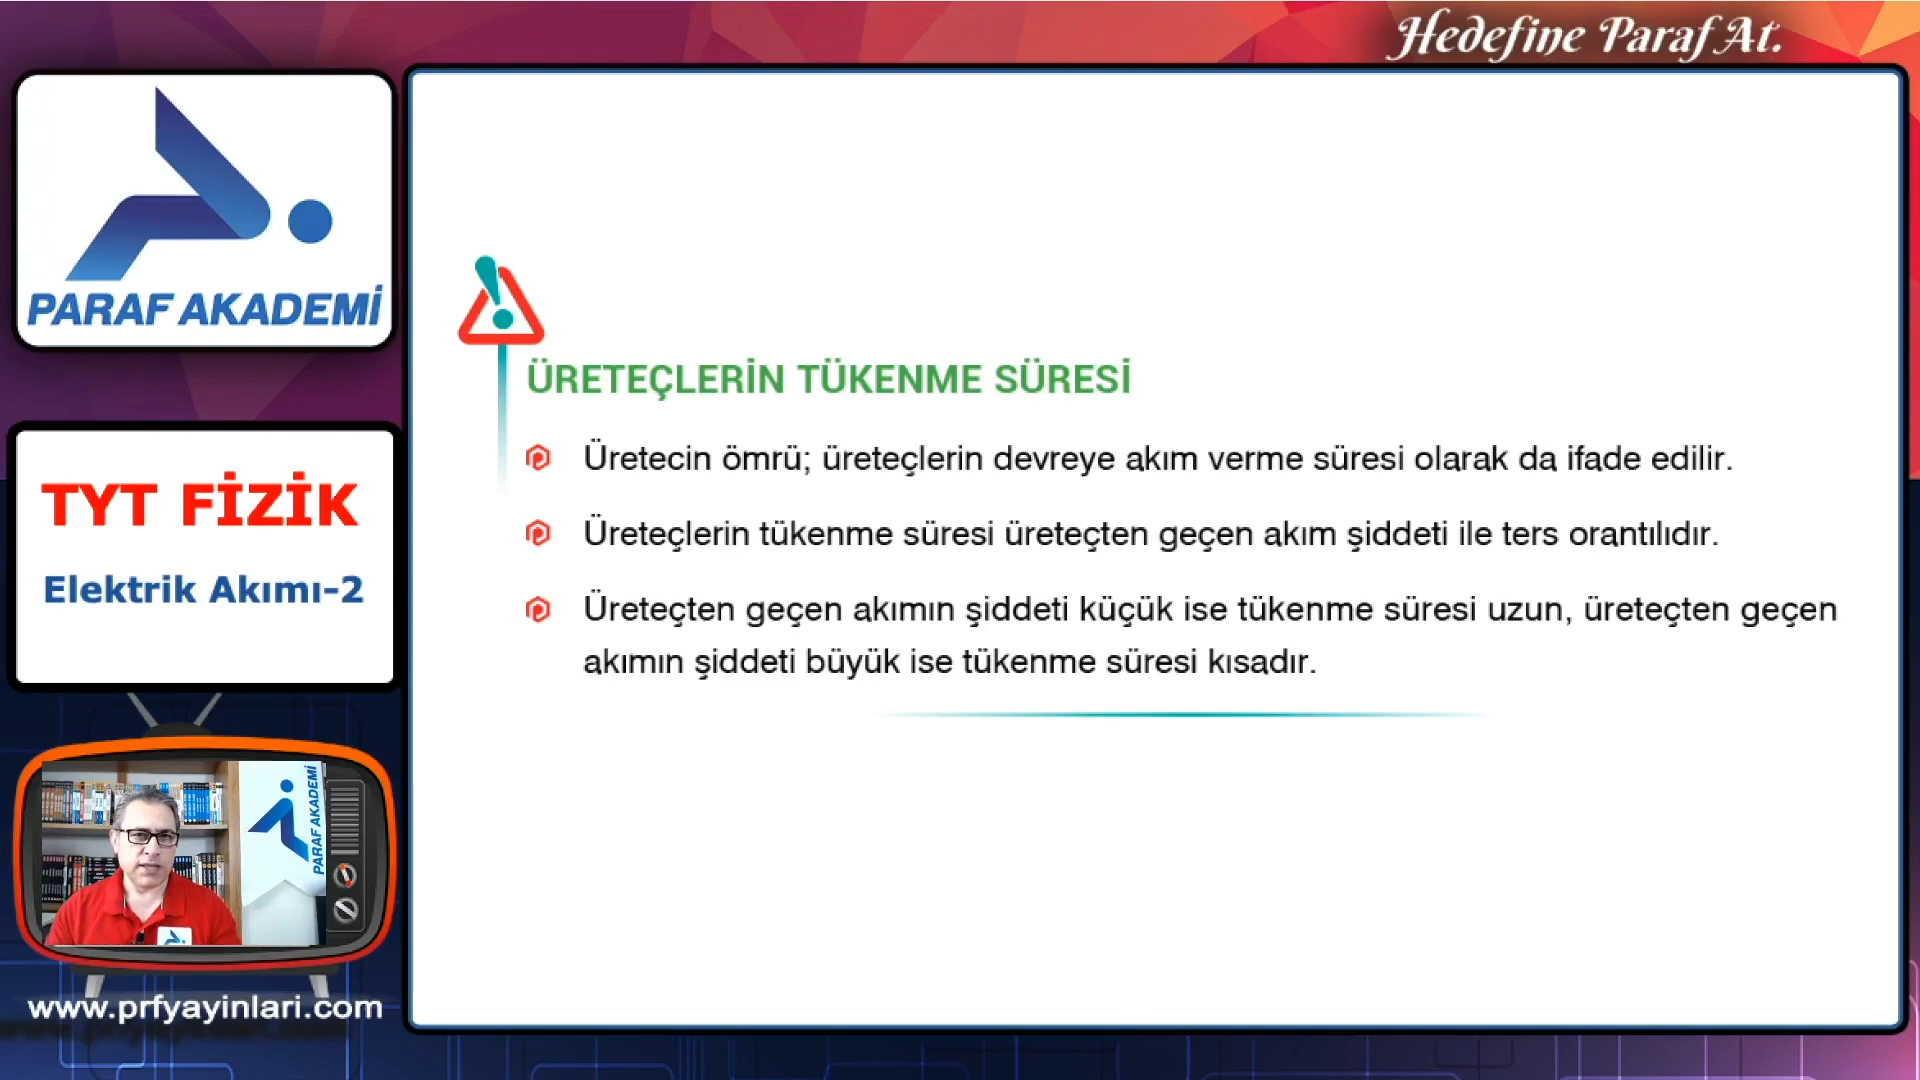 Hedefine Paraf At.
PARAF AKADEMİ
TYT FİZİK
Elektrik Akımı-2
PARAF AKADEMİ
www.prfyayinlari.com
ÜRETEÇLERİN TÜKENME SÜRESİ
Üretecin ömrü; üreteçlerin devreye akım verme süresi olarak da ifade edilir.
Üreteçlerin tükenme süresi üreteçten geçen akım şiddeti ile ters orantılıdır.
Üreteçten geçen akımın şiddeti küçük ise tükenme süresi uzun, üreteçten geçen
akımın şiddeti büyük ise tükenme süresi kısadır.